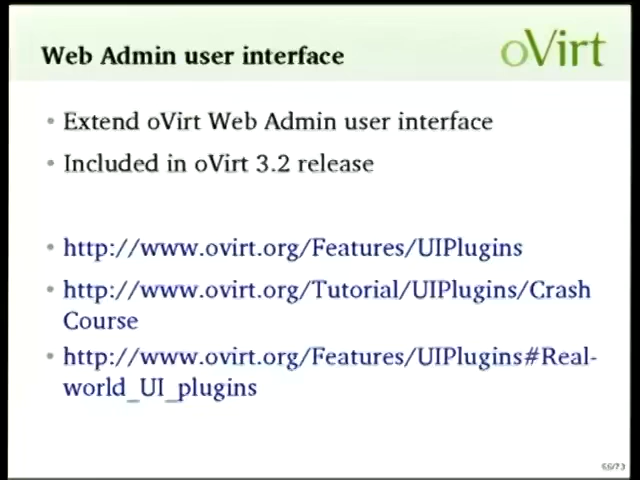 Web Admin user interface
oVirt
Extend oVirt Web Admin user interface
Included in oVirt 3.2 release
http://www.ovirt.org/Features/UIPlugins
http://www.ovirt.org/Tutorial/UIPlugins/Crash
Course
http://www.ovirt.org/Features/UIPlugins#Real-
world_UI_plugins